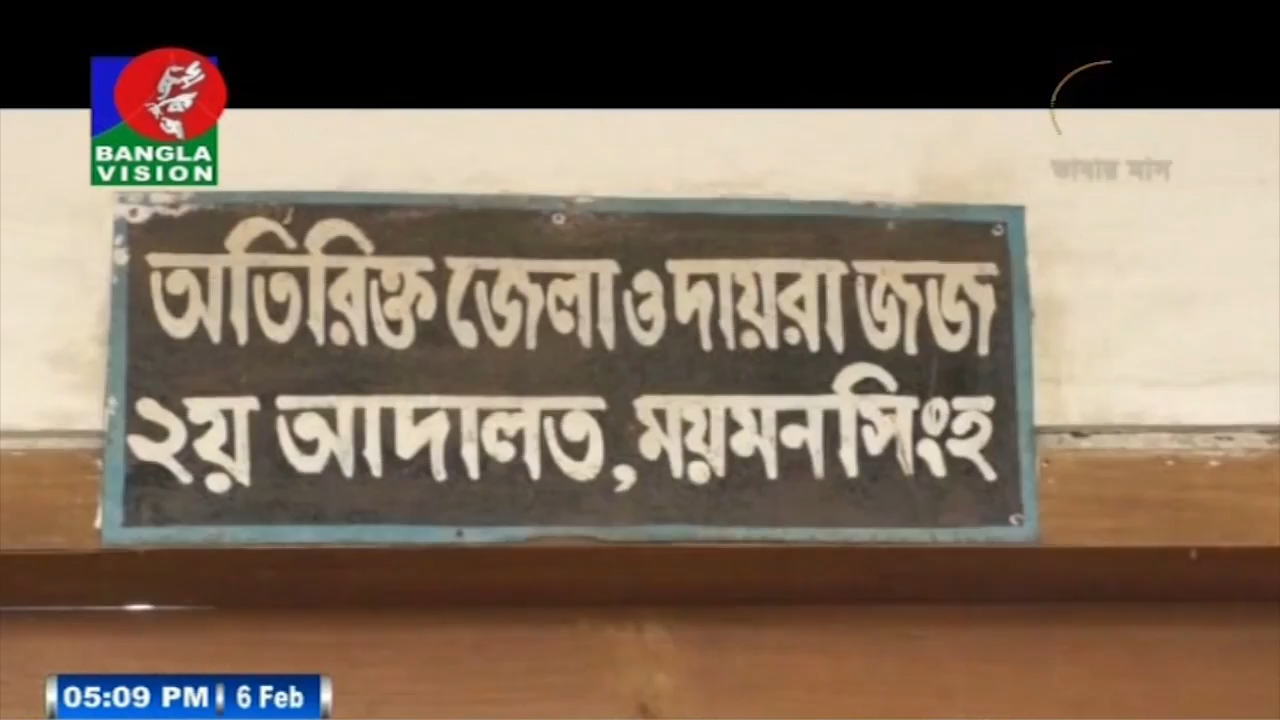 BANGLA
VISION
ভাষার মাস
অতিরিক্ত জেলা ও দায়রা জজ
২য় আদালত, ময়মনসিংহ
05:09 PM 6 Feb